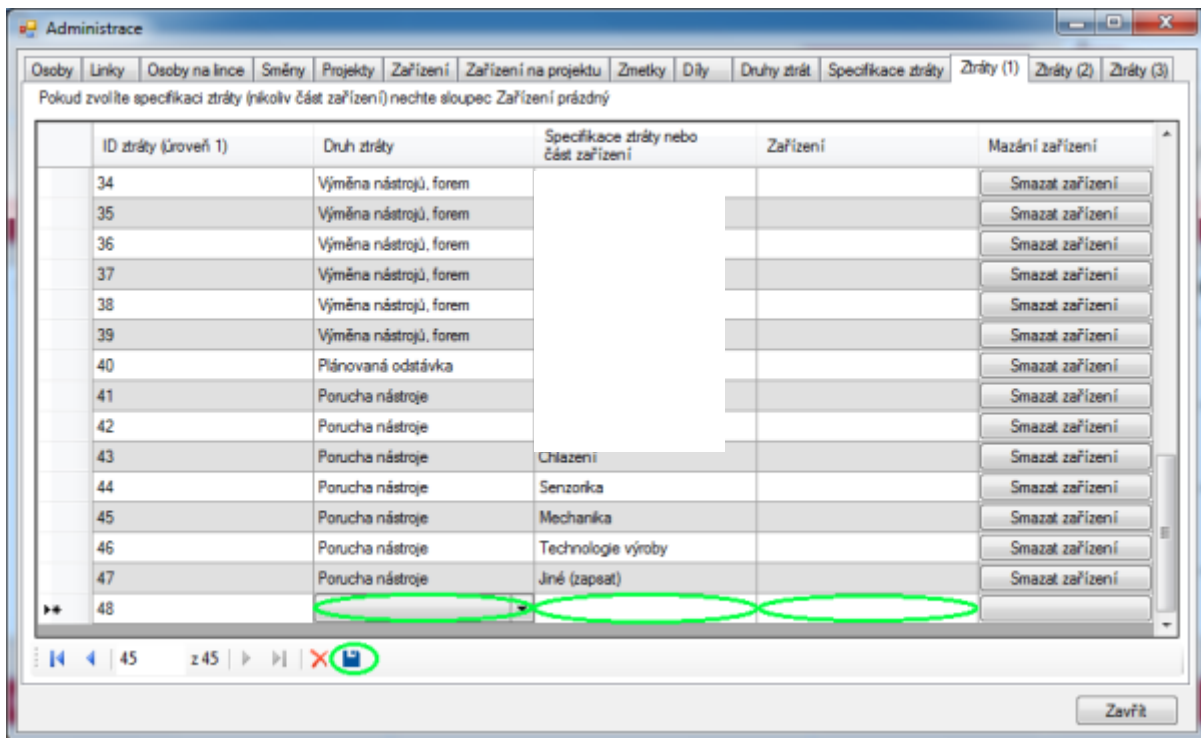 Administrace
Osoby Linky Osoby na lince Směny Projekty Zařízení Zařízení na projektu Zmetky Díly Druhy ztrát Specifikace ztráty Ztráty (1) Ztráty (2) Ztráty (3)
Pokud zvolíte specifikaci ztráty (nikoliv část zařízení) nechte sloupec Zařízení prázdný
ID ztráty (úroveň 1) Druh ztráty Specifikace ztráty nebo část zařízení Zařízení Mazání zařízení
34 Výměna nástrojů, forem Smazat zařízení
35 Výměna nástrojů, forem Smazat zařízení
36 Výměna nástrojů, forem Smazat zařízení
37 Výměna nástrojů, forem Smazat zařízení
38 Výměna nástrojů, forem Smazat zařízení
39 Výměna nástrojů, forem Smazat zařízení
40 Plánovaná odstávka Smazat zařízení
41 Porucha nástroje Smazat zařízení
42 Porucha nástroje Smazat zařízení
43 Porucha nástroje Chlazení Smazat zařízení
44 Porucha nástroje Senzorika Smazat zařízení
45 Porucha nástroje Mechanika Smazat zařízení
46 Porucha nástroje Technologie výroby Smazat zařízení
47 Porucha nástroje Jiné (zapsat) Smazat zařízení
48
45 z 45
Zavřít